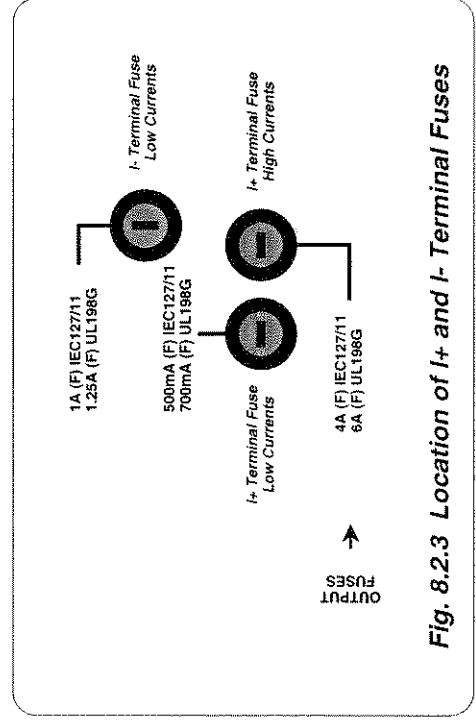 1A (F) IEC127/11
1.25A (F) UL198G
I- Terminal Fuse
Low Currents
500mA (F) IEC127/11
700mA (F) UL198G
I+ Terminal Fuse
Low Currents
I+ Terminal Fuse
High Currents
4A (F) IEC127/11
6A (F) UL198G
OUTPUT
FUSES
Fig. 8.2.3 Location of I+ and I- Terminal Fuses